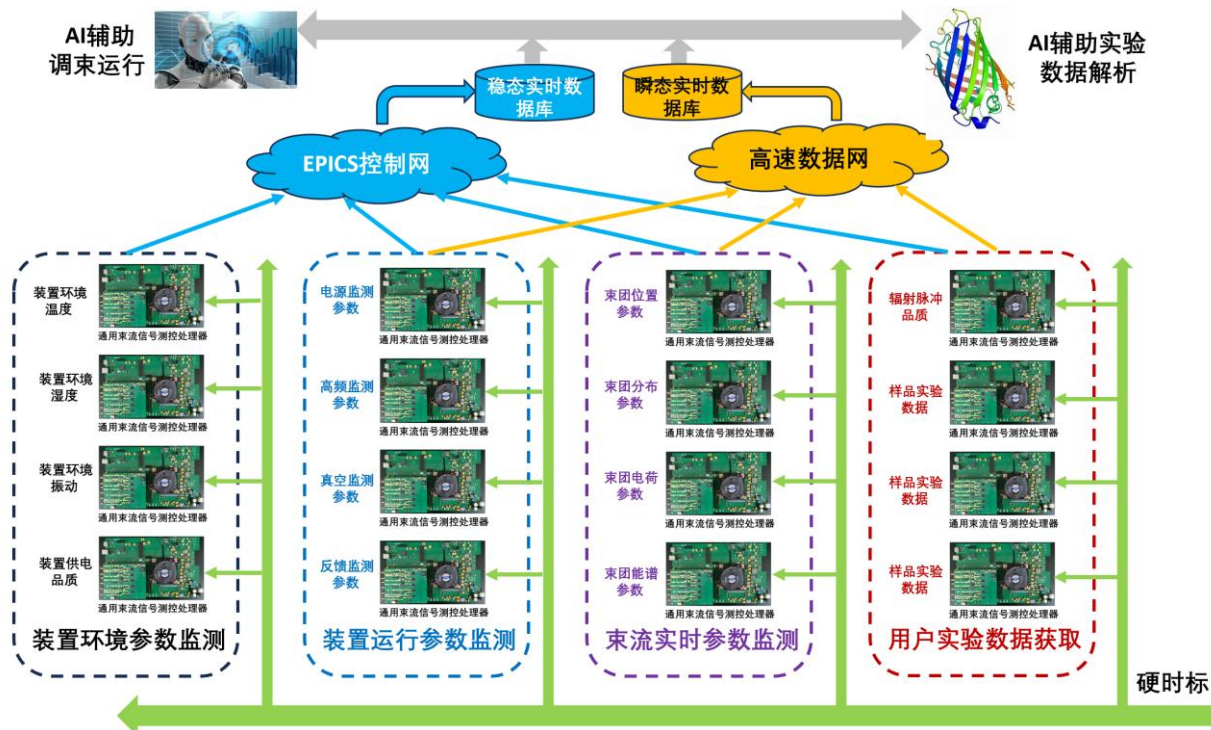 AI辅助
调束运行
AI辅助实验
数据解析
稳态实时数
据库
瞬态实时数
据库
EPICS控制网
高速数据网
装置环境
温度
通用束流信号测控处理器
装置环境
湿度
通用束流信号测控处理器
装置环境
振动
通用束流信号测控处理器
装置供电
品质
通用束流信号测控处理器
装置环境参数监测
电源监测
参数
通用束流信号测控处理器
高频监测
参数
通用束流信号测控处理器
真空监测
参数
通用束流信号测控处理器
反馈监测
参数
通用束流信号测控处理器
装置运行参数监测
束团位置
参数
通用束流信号测控处理器
束团分布
参数
通用束流信号测控处理器
束团电荷
参数
通用束流信号测控处理器
束团能谱
参数
通用束流信号测控处理器
束流实时参数监测
辐射脉冲
品质
通用束流信号测控处理器
样品实验
数据
通用束流信号测控处理器
样品实验
数据
通用束流信号测控处理器
样品实验
数据
通用束流信号测控处理器
用户实验数据获取
硬时标